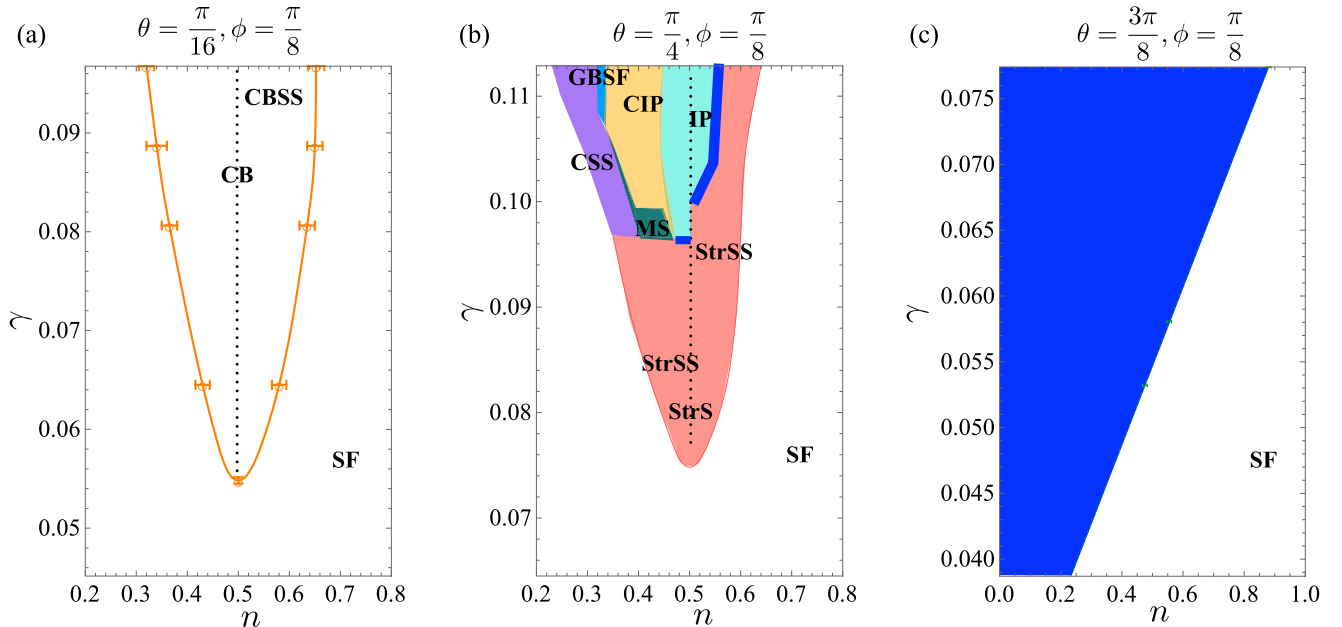 (a)
θ = π/16, ϕ = π/8
CBSS
CB
SF
0.09
0.08
0.07
0.06
0.05
γ
0.2 0.3 0.4 0.5 0.6 0.7 0.8
n
(b)
θ = π/4, ϕ = π/8
GBSF
CIP
IP
CSS
MS
StrSS
StrSS
StrS
SF
0.11
0.10
0.09
0.08
0.07
γ
0.2 0.3 0.4 0.5 0.6 0.7 0.8
n
(c)
θ = 3π/8, ϕ = π/8
SF
0.075
0.070
0.065
0.060
0.055
0.050
0.045
0.040
γ
0.0 0.2 0.4 0.6 0.8 1.0
n